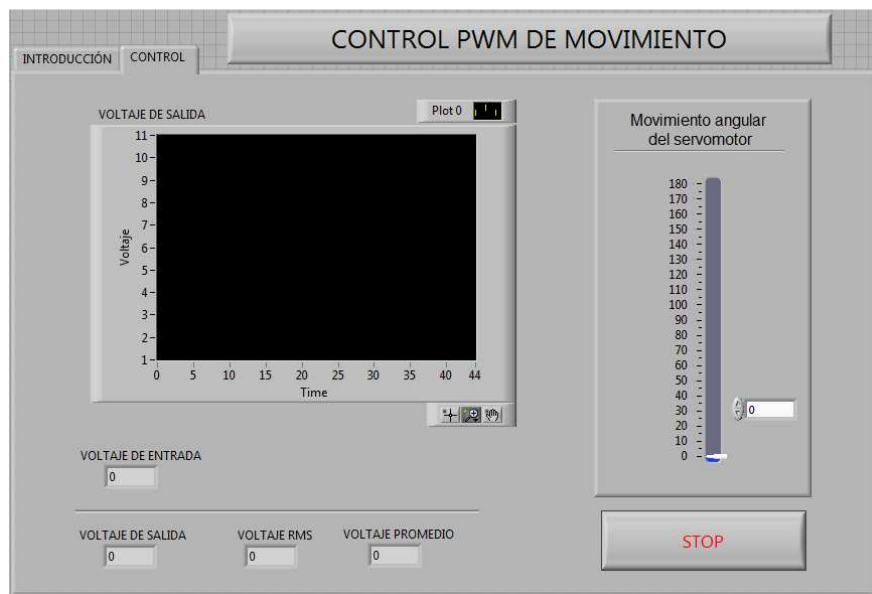 CONTROL PWM DE MOVIMIENTO
INTRODUCCIÓN
CONTROL
VOLTAJE DE SALIDA
Plot 0
11
10
9
8
7
6
5
4
3
2
1
Voltaje
0 5 10 15 20 25 30 35 40 44
Time
VOLTAJE DE ENTRADA
0
VOLTAJE DE SALIDA
0
VOLTAJE RMS
0
VOLTAJE PROMEDIO
0
Movimiento angular
del servomotor
180
170
160
150
140
130
120
110
100
90
80
70
60
50
40
30
20
10
0
0
STOP